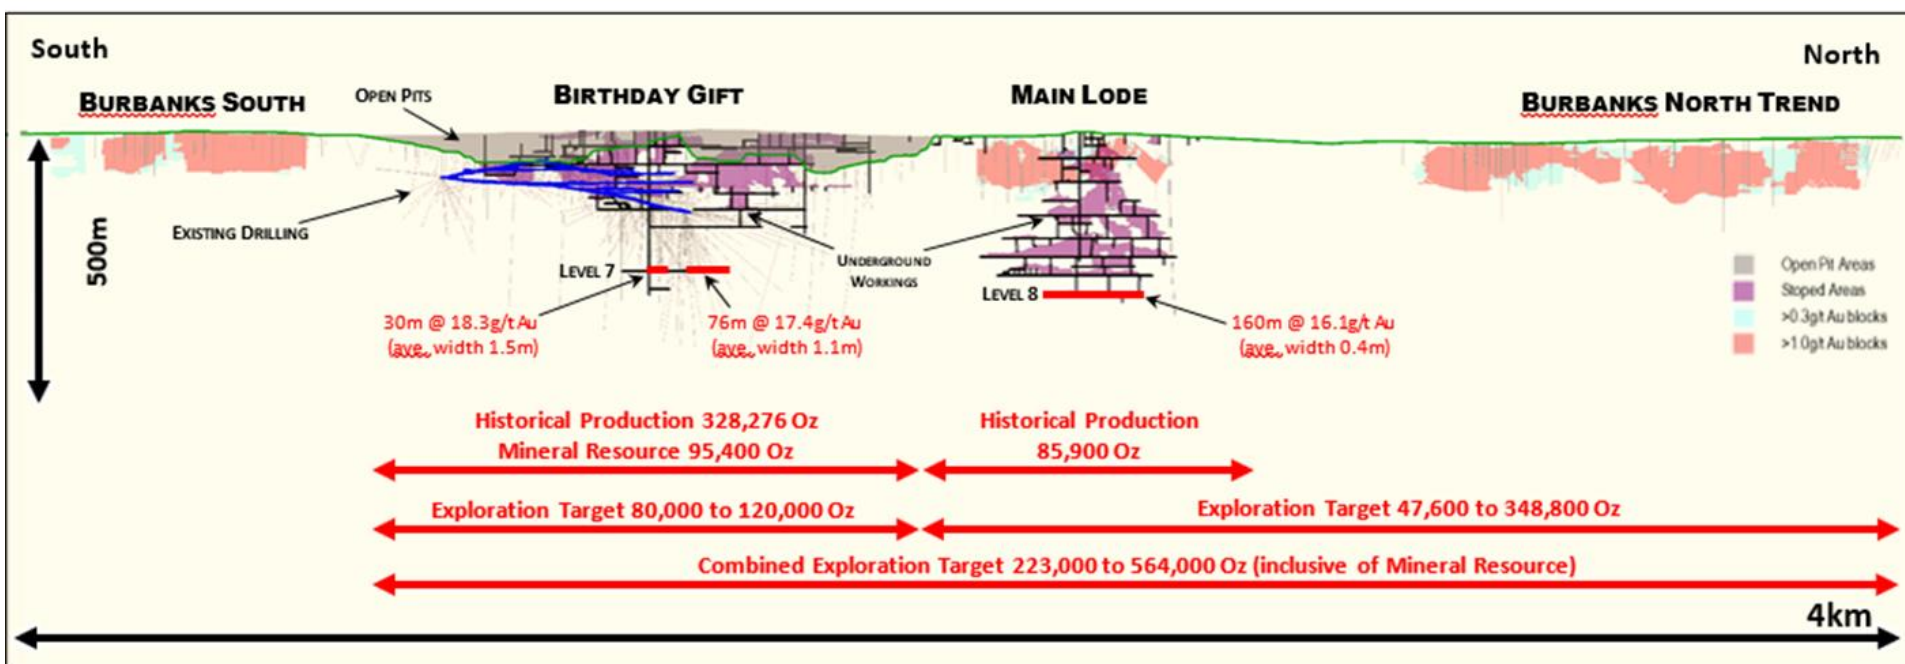 South
North
BURBANKS SOUTH
OPEN PITS
BIRTHDAY GIFT
MAIN LODE
BURBANKS NORTH TREND
500m
EXISTING DRILLING
UNDERGROUND
WORKINGS
LEVEL 7
LEVEL 8
Open Pit Areas
Stoped Areas
>0.3g/t Au blocks
>1.0g/t Au blocks
30m @ 18.3g/t Au
(ave, width 1.5m)
76m @ 17.4g/t Au
(ave, width 1.1m)
160m @ 16.1g/t Au
(ave, width 0.4m)
Historical Production 328,276 Oz
Mineral Resource 95,400 Oz
Historical Production
85,900 Oz
Exploration Target 80,000 to 120,000 Oz
Exploration Target 47,600 to 348,800 Oz
Combined Exploration Target 223,000 to 564,000 Oz (inclusive of Mineral Resource)
4km